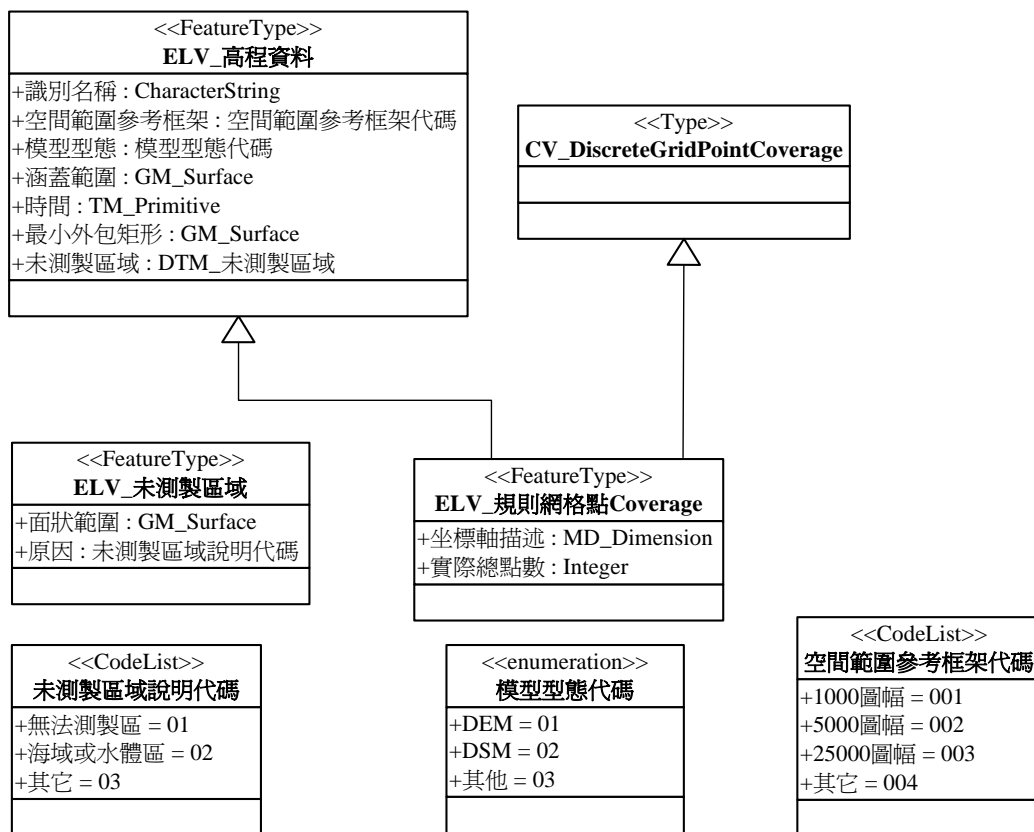 <<FeatureType>>
ELV_高程資料
+識別名稱 : CharacterString
+空間範圍參考框架 : 空間範圍參考框架代碼
+模型型態 : 模型型態代碼
+涵蓋範圍 : GM_Surface
+時間 : TM_Primitive
+最小外包矩形 : GM_Surface
+未測製區域 : DTM_未測製區域
<<Type>>
CV_DiscreteGridPointCoverage
<<FeatureType>>
ELV_未測製區域
+面狀範圍 : GM_Surface
+原因 : 未測製區域說明代碼
<<FeatureType>>
ELV_規則網格點Coverage
+坐標軸描述 : MD_Dimension
+實際總點數 : Integer
<<CodeList>>
未測製區域說明代碼
+無法測製區 = 01
+海域或水體區 = 02
+其它 = 03
<<enumeration>>
模型型態代碼
+DEM = 01
+DSM = 02
+其他 = 03
<<CodeList>>
空間範圍參考框架代碼
+1000圖幅 = 001
+5000圖幅 = 002
+25000圖幅 = 003
+其它 = 004